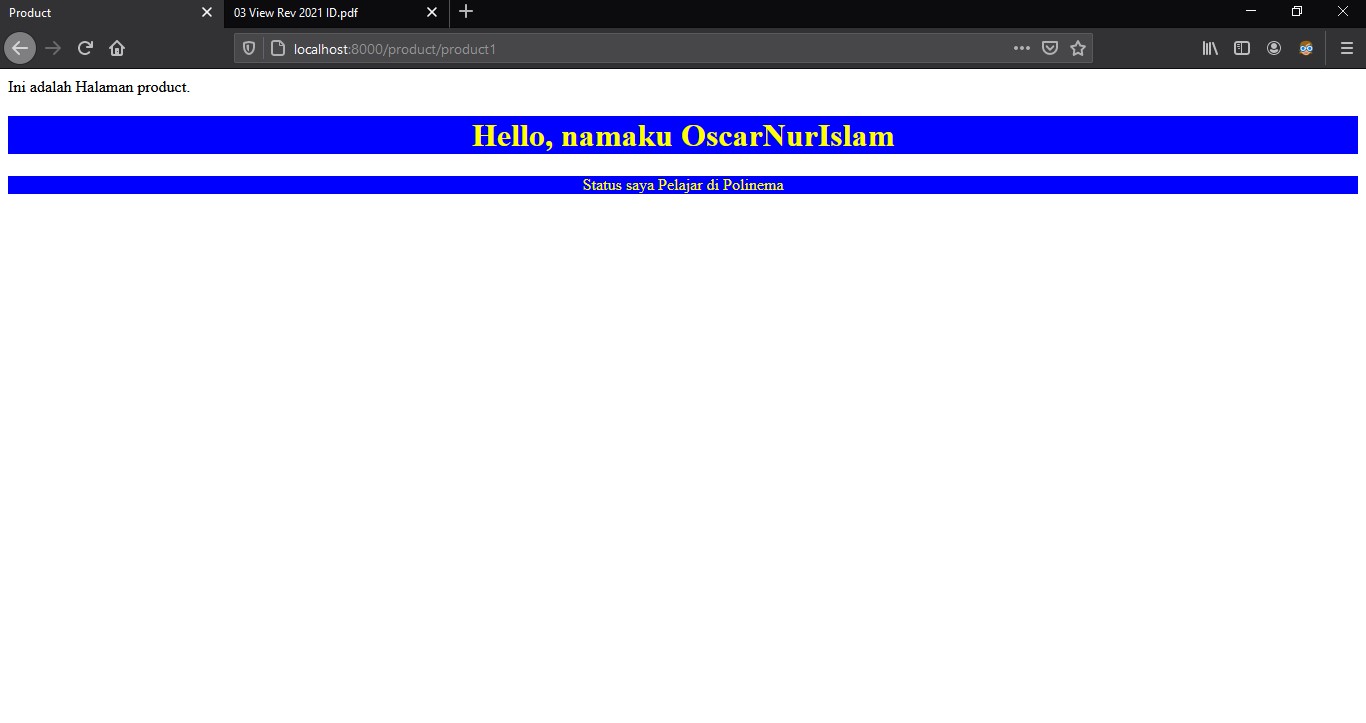 Product
03 View Rev 2021 ID.pdf
localhost:8000/product/product1
Ini adalah Halaman product.
Hello, namaku OscarNurIslam
Status saya Pelajar di Polinema